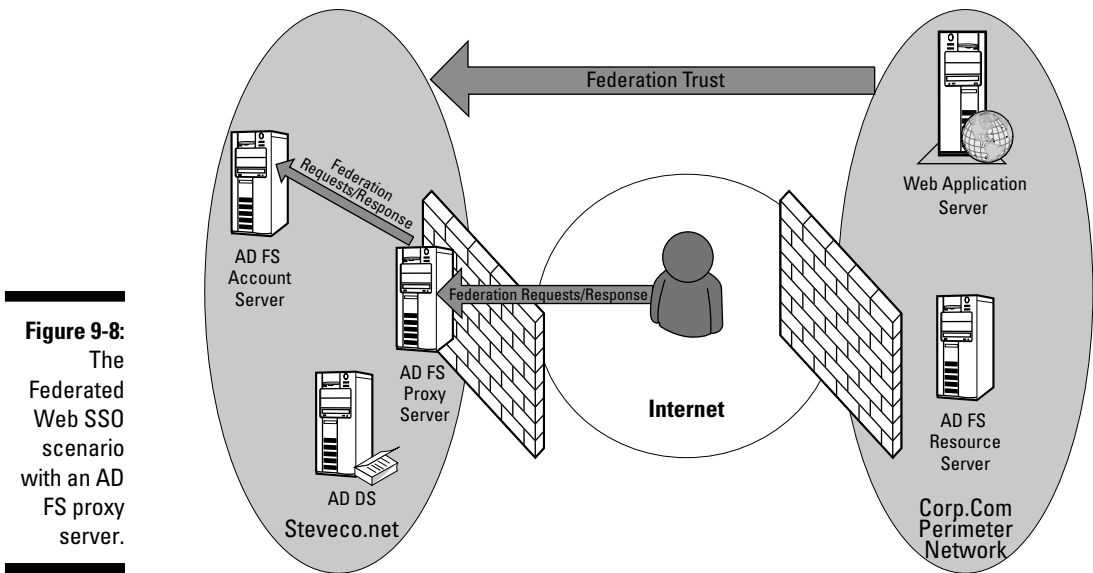 Federation Trust
Web Application
Server
Federation
Requests/Response
AD FS
Account
Server
Federation Requests/Response
AD FS
Proxy
Server
Internet
AD FS
Resource
Server
AD DS
Steveco.net
Corp.Com
Perimeter
Network
Figure 9-8:
The
Federated
Web SSO
scenario
with an AD
FS proxy
server.